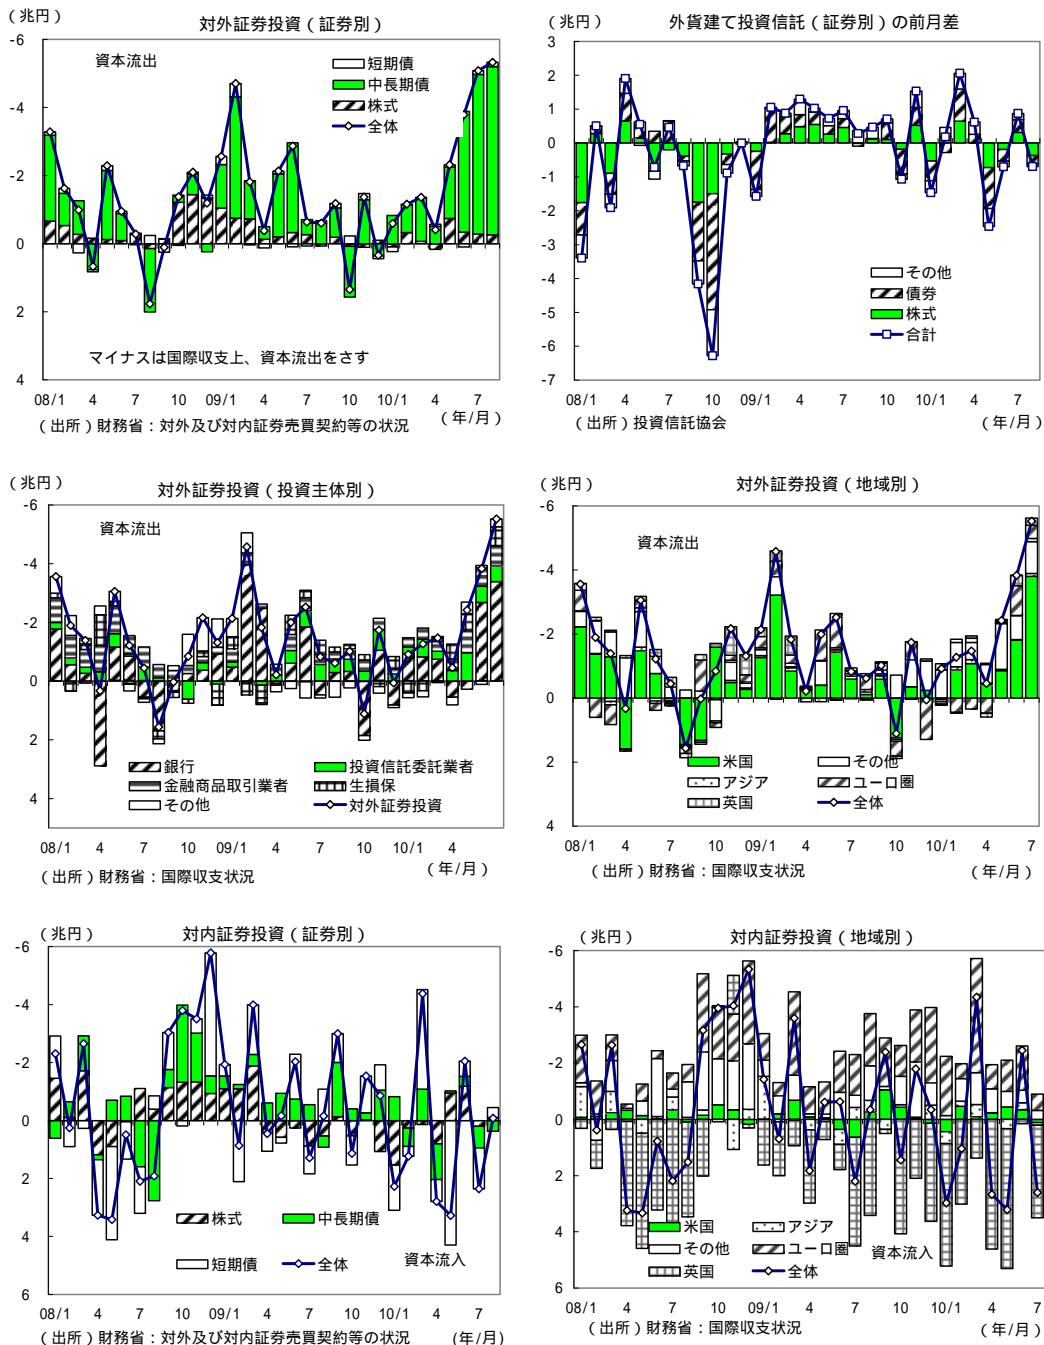 （兆円）
対外証券投資（証券別）
-6
-4
-2
0
2
4
資本流出
短期債
中長期債
株式
全体
マイナスは国際収支上、資本流出をさす
08/1 4 7 10 09/1 4 7 10 10/1 4 7
（年/月）
（出所）財務省：対外及び対内証券売買契約等の状況
（兆円）
外貨建て投資信託（証券別）の前月差
3
2
1
0
-1
-2
-3
-4
-5
-6
-7
その他
債券
株式
合計
08/1 4 7 10 09/1 4 7 10 10/1 4 7
（年/月）
（出所）投資信託協会
（兆円）
対外証券投資（投資主体別）
-6
-4
-2
0
2
4
資本流出
銀行
投資信託委託業者
金融商品取引業者
生損保
その他
対外証券投資
08/1 4 7 10 09/1 4 7 10 10/1 4 7
（年/月）
（出所）財務省：国際収支状況
（兆円）
対外証券投資（地域別）
-6
-4
-2
0
2
4
資本流出
米国
その他
アジア
ユーロ圏
英国
全体
08/1 4 7 10 09/1 4 7 10 10/1 4 7
（年/月）
（出所）財務省：国際収支状況
（兆円）
対内証券投資（証券別）
-6
-4
-2
0
2
4
6
株式
中長期債
短期債
全体
資本流入
08/1 4 7 10 09/1 4 7 10 10/1 4 7
（出所）財務省：対外及び対内証券売買契約等の状況
(年/月)
（兆円）
対内証券投資（地域別）
-6
-4
-2
0
2
4
6
米国
アジア
その他
ユーロ圏
英国
全体
資本流入
08/1 4 7 10 09/1 4 7 10 10/1 4 7
（出所）財務省：国際収支状況
（年/月）